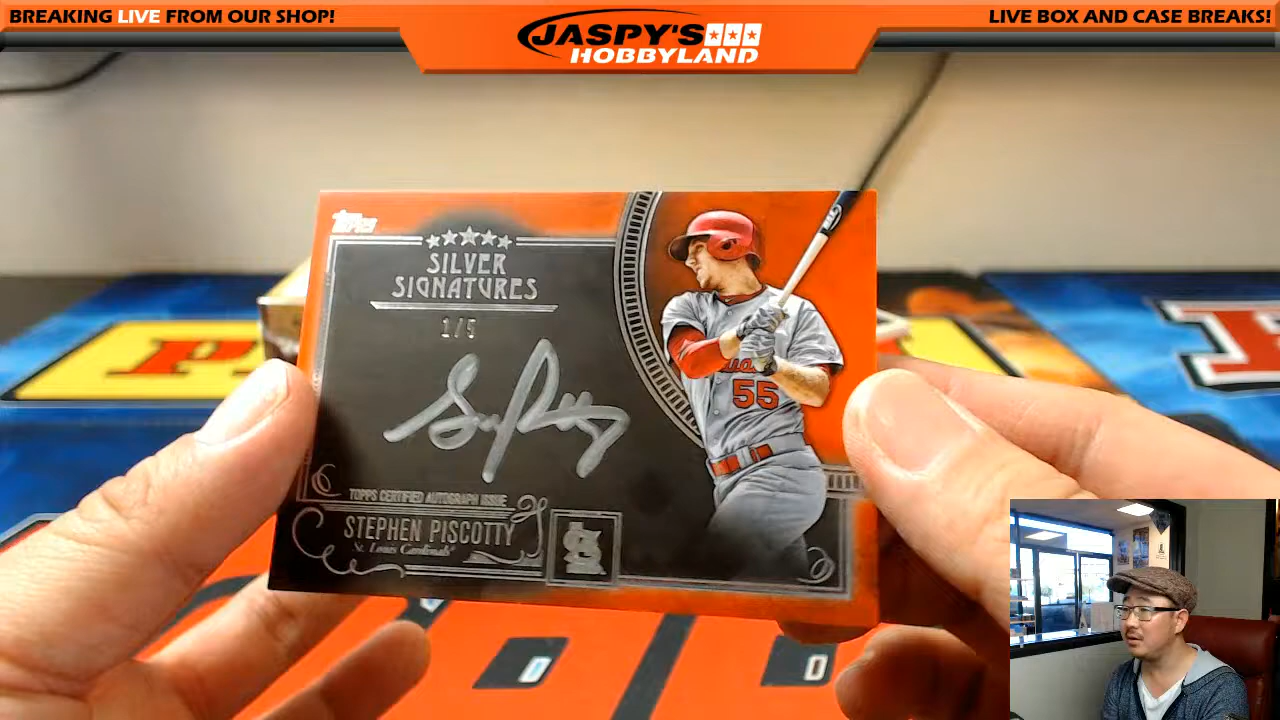 BREAKING LIVE FROM OUR SHOP!
JASPY'S
HOBBYLAND
LIVE BOX AND CASE BREAKS!
TOPPS
SILVER
SIGNATURES
1/5
55
TOPPS CERTIFIED AUTOGRAPH ISSUE
STEPHEN PISCOTTY
St. Louis Cardinals®